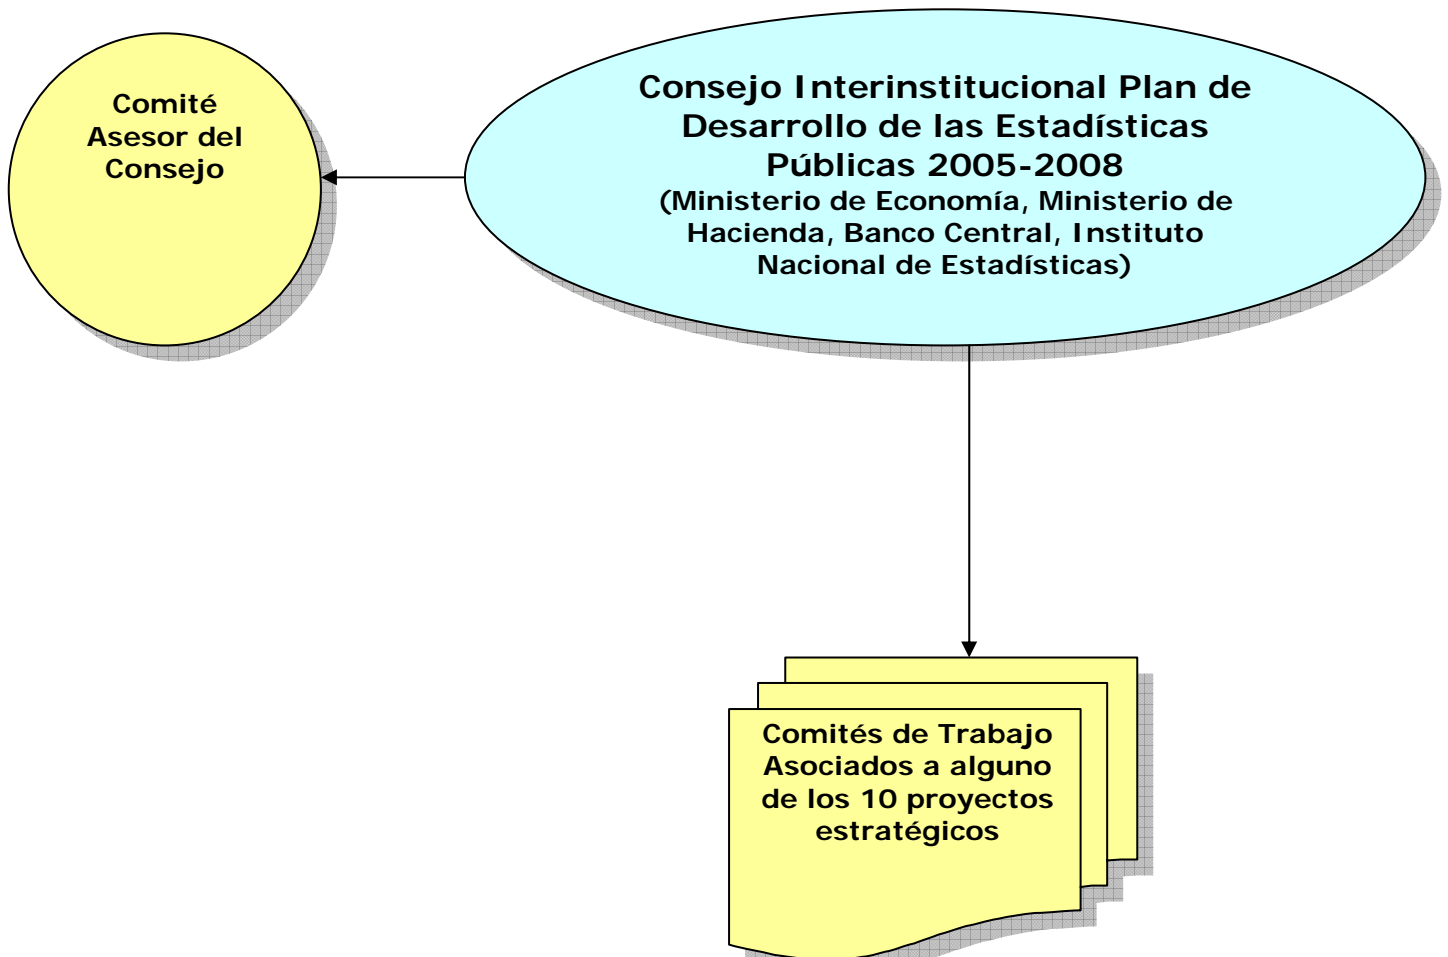 Comité
Asesor del
Consejo
Consejo Interinstitucional Plan de
Desarrollo de las Estadísticas
Públicas 2005-2008
(Ministerio de Economía, Ministerio de
Hacienda, Banco Central, Instituto
Nacional de Estadísticas)
Comités de Trabajo
Asociados a alguno
de los 10 proyectos
estratégicos